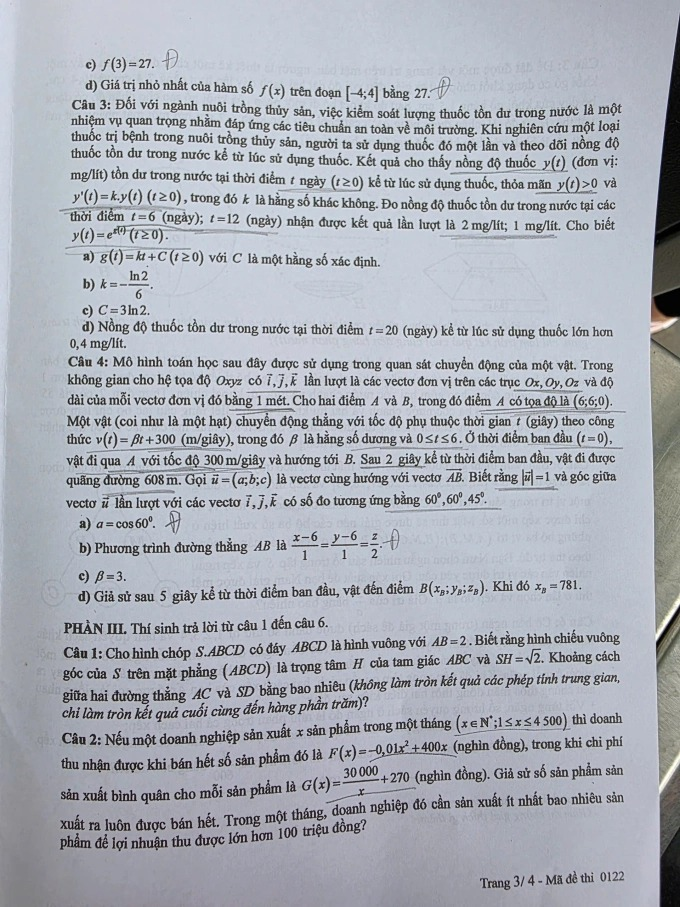 c) f(3)=27. Đ
d) Giá trị nhỏ nhất của hàm số f(x) trên đoạn [-4;4] bằng 27. Đ
Câu 3: Đối với ngành nuôi trồng thủy sản, việc kiểm soát lượng thuốc tồn dư trong nước là một
nhiệm vụ quan trọng nhằm đáp ứng các tiêu chuẩn an toàn về môi trường. Khi nghiên cứu một loại
thuốc trị bệnh trong nuôi trồng thủy sản, người ta sử dụng thuốc đó một lần và theo dõi nồng độ
thuốc tồn dư trong nước kể từ lúc sử dụng thuốc. Kết quả cho thấy nồng độ thuốc y(t) (đơn vị:
mg/lít) tồn dư trong nước tại thời điểm t ngày (t≥0) kể từ lúc sử dụng thuốc, thỏa mãn y(t)>0 và
y'(t)=k.y(t) (t≥0), trong đó k là hằng số khác không. Đo nồng độ thuốc tồn dư trong nước tại các
thời điểm t=6 (ngày); t=12 (ngày) nhận được kết quả lần lượt là 2 mg/lít; 1 mg/lít. Cho biết
y(t)=e^{g(t)} (t≥0).
a) g(t)=kt+C (t≥0) với C là một hằng số xác định.
b) k=-\frac{ln2}{6}.
c) C=3ln2.
d) Nồng độ thuốc tồn dư trong nước tại thời điểm t=20 (ngày) kể từ lúc sử dụng thuốc lớn hơn
0,4 mg/lít.
Câu 4: Mô hình toán học sau đây được sử dụng trong quan sát chuyển động của một vật. Trong
không gian cho hệ tọa độ Oxyz có \vec{i},\vec{j},\vec{k} lần lượt là các vectơ đơn vị trên các trục Ox,Oy,Oz và độ
dài của mỗi vectơ đơn vị đó bằng 1 mét. Cho hai điểm A và B, trong đó điểm A có tọa độ là (6;6;0).
Một vật (coi như là một hạt) chuyển động thẳng với tốc độ phụ thuộc thời gian t (giây) theo công
thức v(t)=βt+300 (m/giây), trong đó β là hằng số dương và 0≤t≤6. Ở thời điểm ban đầu (t=0),
vật đi qua A với tốc độ 300m/giây và hướng tới B. Sau 2 giây kể từ thời điểm ban đầu, vật đi được
quãng đường 608m. Gọi \vec{u}=(a;b;c) là vectơ cùng hướng với vectơ \overrightarrow{AB}. Biết rằng |\vec{u}|=1 và góc giữa
vectơ \vec{u} lần lượt với các vectơ \vec{i},\vec{j},\vec{k} có số đo tương ứng bằng 60⁰,60⁰,45⁰.
a) a=cos60⁰. Đ
b) Phương trình đường thẳng AB là \frac{x-6}{1}=\frac{y-6}{1}=\frac{z}{2}. Đ
c) β=3.
d) Giả sử sau 5 giây kể từ thời điểm ban đầu, vật đến điểm B(x_B;y_B;z_B). Khi đó x_B=781.
PHẦN III. Thí sinh trả lời từ câu 1 đến câu 6.
Câu 1: Cho hình chóp S.ABCD có đáy ABCD là hình vuông với AB=2. Biết rằng hình chiếu vuông
góc của S trên mặt phẳng (ABCD) là trọng tâm H của tam giác ABC và SH=√2. Khoảng cách
giữa hai đường thẳng AC và SD bằng bao nhiêu (không làm tròn kết quả các phép tính trung gian,
chỉ làm tròn kết quả cuối cùng đến hàng phần trăm)?
Câu 2: Nếu một doanh nghiệp sản xuất x sản phẩm trong một tháng (x∈N*;1≤x≤4 500) thì doanh
thu nhận được khi bán hết số sản phẩm đó là F(x)=-0,01x²+400x (nghìn đồng), trong khi chi phí
sản xuất bình quân cho mỗi sản phẩm là G(x)=\frac{30 000}{x}+270 (nghìn đồng). Giả sử số sản phẩm sản
xuất ra luôn được bán hết. Trong một tháng, doanh nghiệp đó cần sản xuất ít nhất bao nhiêu sản
phẩm để lợi nhuận thu được lớn hơn 100 triệu đồng?
Trang 3/ 4 - Mã đề thi 0122